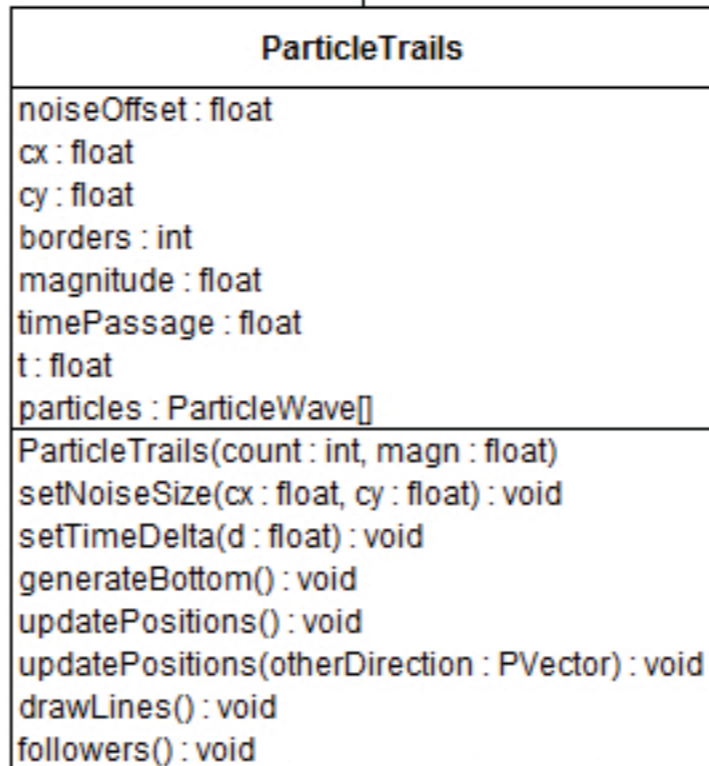 ParticleTrails
noiseOffset : float
cx : float
cy : float
borders : int
magnitude : float
timePassage : float
t : float
particles : ParticleWave[]
ParticleTrails(count : int, magn : float)
setNoiseSize(cx : float, cy : float) : void
setTimeDelta(d : float) : void
generateBottom() : void
updatePositions() : void
updatePositions(otherDirection : PVector) : void
drawLines() : void
followers() : void